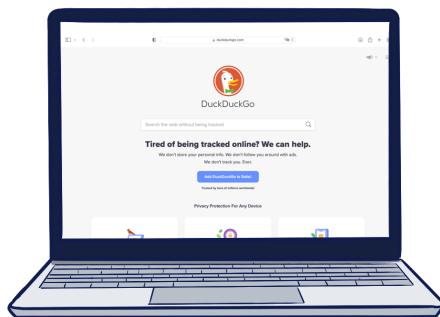 duckduckgo.com
DuckDuckGo
Search the web without being tracked
Tired of being tracked online? We can help.
We don't store your personal info. We don't follow you around with ads.
We don't track you. Ever.
Add DuckDuckGo to Safari
Trusted by tens of millions worldwide!
Privacy Protection For Any Device